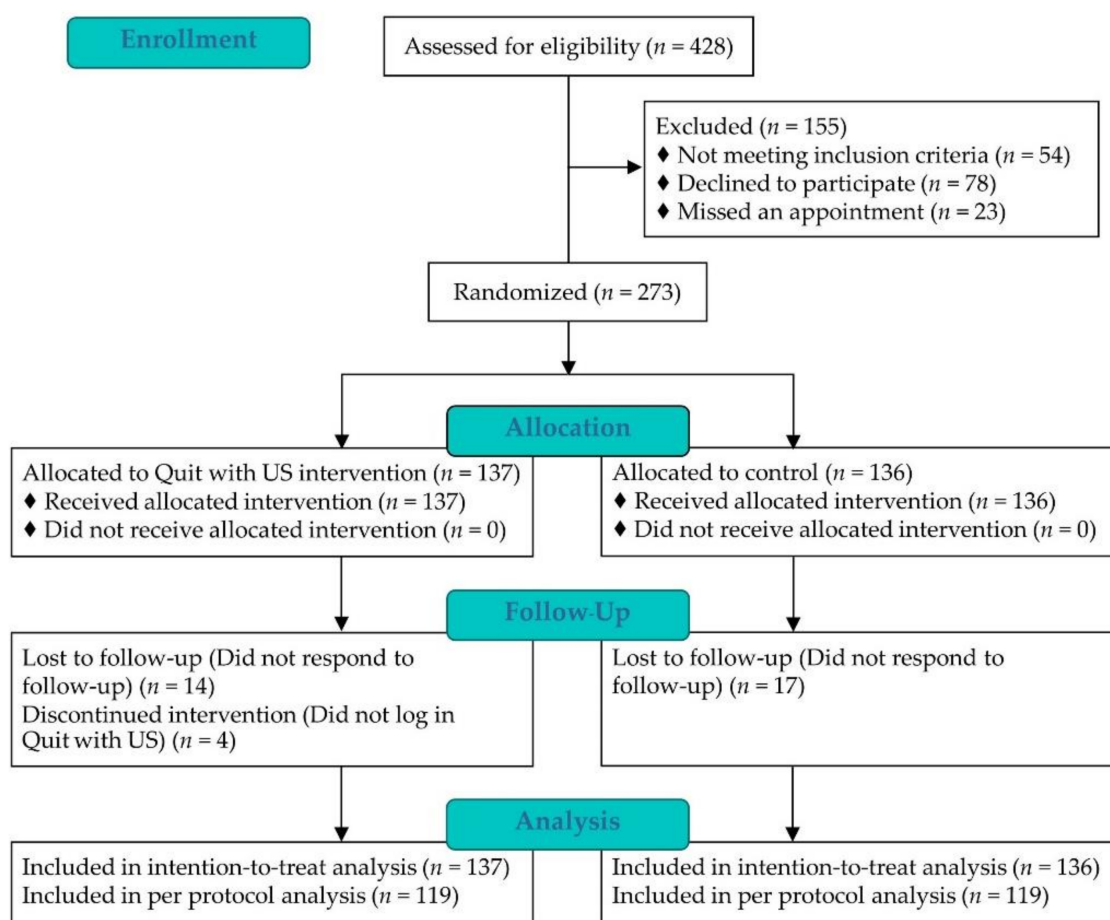 Enrollment
Assessed for eligibility (n = 428)
Excluded (n = 155)
♦ Not meeting inclusion criteria (n = 54)
♦ Declined to participate (n = 78)
♦ Missed an appointment (n = 23)
Randomized (n = 273)
Allocation
Allocated to Quit with US intervention (n = 137)
♦ Received allocated intervention (n = 137)
♦ Did not receive allocated intervention (n = 0)
Allocated to control (n = 136)
♦ Received allocated intervention (n = 136)
♦ Did not receive allocated intervention (n = 0)
Follow-Up
Lost to follow-up (Did not respond to
follow-up) (n = 14)
Discontinued intervention (Did not log in
Quit with US) (n = 4)
Lost to follow-up (Did not respond to
follow-up) (n = 17)
Analysis
Included in intention-to-treat analysis (n = 137)
Included in per protocol analysis (n = 119)
Included in intention-to-treat analysis (n = 136)
Included in per protocol analysis (n = 119)